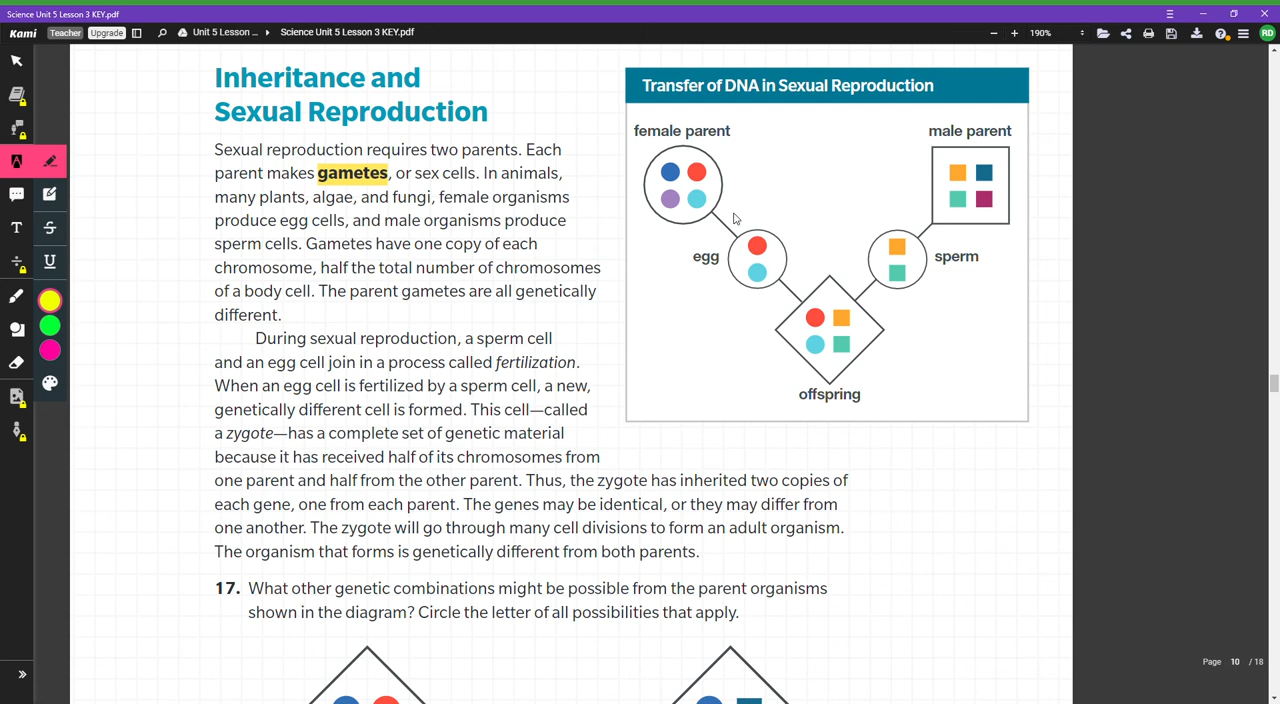 Science Unit 5 Lesson 3 KEY.pdf
Kami Teacher Upgrade Unit 5 Lesson ... Science Unit 5 Lesson 3 KEY.pdf 190% RD
Inheritance and
Sexual Reproduction
Sexual reproduction requires two parents. Each
parent makes gametes, or sex cells. In animals,
many plants, algae, and fungi, female organisms
produce egg cells, and male organisms produce
sperm cells. Gametes have one copy of each
chromosome, half the total number of chromosomes
of a body cell. The parent gametes are all genetically
different.
During sexual reproduction, a sperm cell
and an egg cell join in a process called fertilization.
When an egg cell is fertilized by a sperm cell, a new,
genetically different cell is formed. This cell—called
a zygote—has a complete set of genetic material
because it has received half of its chromosomes from
one parent and half from the other parent. Thus, the zygote has inherited two copies of
each gene, one from each parent. The genes may be identical, or they may differ from
one another. The zygote will go through many cell divisions to form an adult organism.
The organism that forms is genetically different from both parents.
Transfer of DNA in Sexual Reproduction
female parent
male parent
egg
sperm
offspring
17. What other genetic combinations might be possible from the parent organisms
shown in the diagram? Circle the letter of all possibilities that apply.
Page 10 / 18